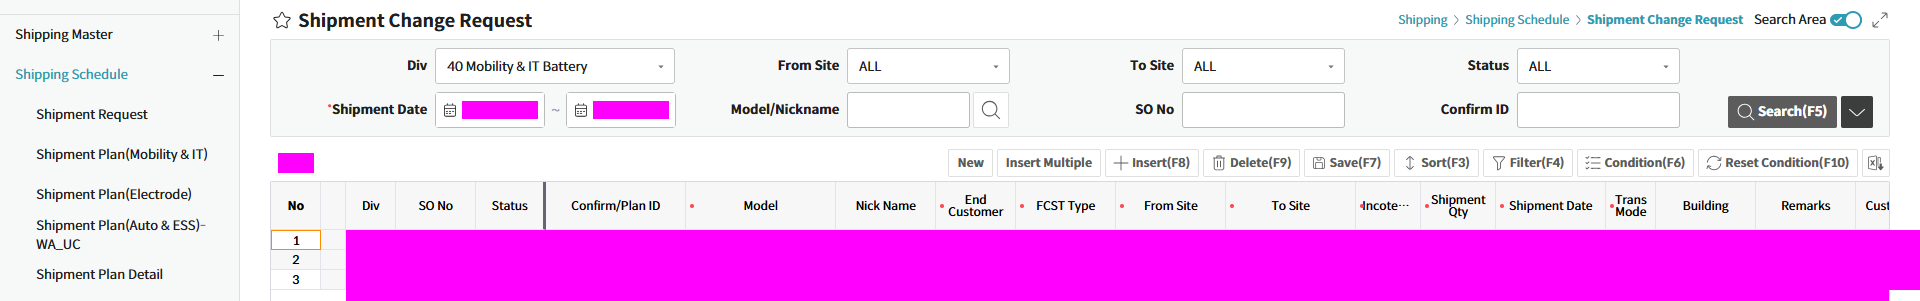 Shipping Master
Shipping Schedule
Shipment Request
Shipment Plan(Mobility & IT)
Shipment Plan(Electrode)
Shipment Plan(Auto & ESS)-
WA_UC
Shipment Plan Detail
Shipment Change Request
Shipping > Shipping Schedule > Shipment Change Request Search Area
Div 40 Mobility & IT Battery From Site ALL To Site ALL Status ALL
*Shipment Date ~ Model/Nickname SO No Confirm ID Search(F5)
New Insert Multiple Insert(F8) Delete(F9) Save(F7) Sort(F3) Filter(F4) Condition(F6) Reset Condition(F10)
No Div SO No Status Confirm/Plan ID Model Nick Name End Customer FCST Type From Site To Site Incote··· Shipment Qty Shipment Date Trans Mode Building Remarks Cust
1
2
3